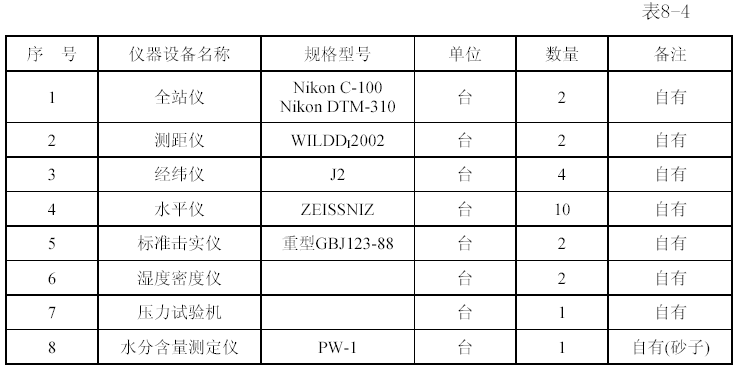 表8-4
序 号 仪器设备名称 规格型号 单位 数量 备注
1 全站仪 Nikon C-100 台 2 自有
Nikon DTM-310
2 测距仪 WILDDI2002 台 2 自有
3 经纬仪 J2 台 4 自有
4 水平仪 ZEISSNIZ 台 10 自有
5 标准击实仪 重型GBJ123-88 台 2 自有
6 湿度密度仪 台 2 自有
7 压力试验机 台 1 自有
8 水分含量测定仪 PW-1 台 1 自有(砂子)